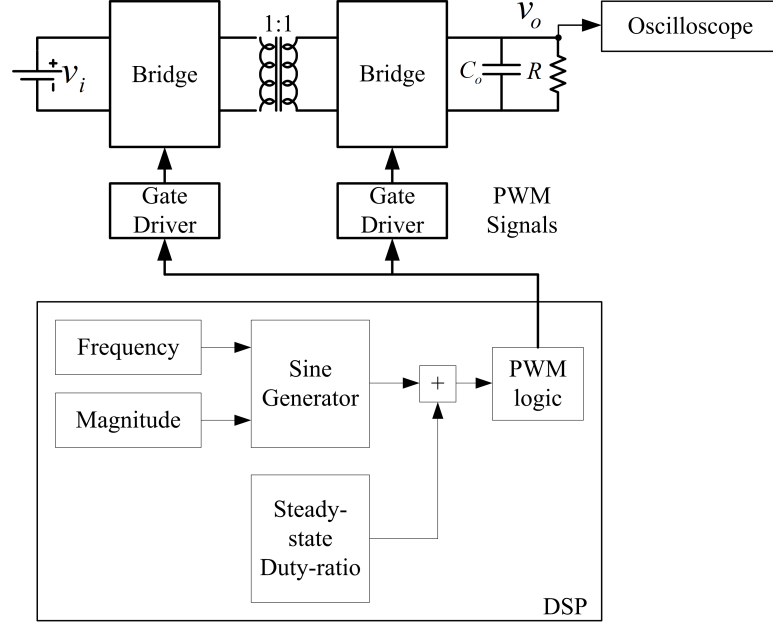 1:1
v_o
Oscilloscope
+
v_i
-
Bridge
Bridge
C_o
R
Gate
Driver
Gate
Driver
PWM
Signals
Frequency
Magnitude
Sine
Generator
+
PWM
logic
Steady-
state
Duty-ratio
DSP